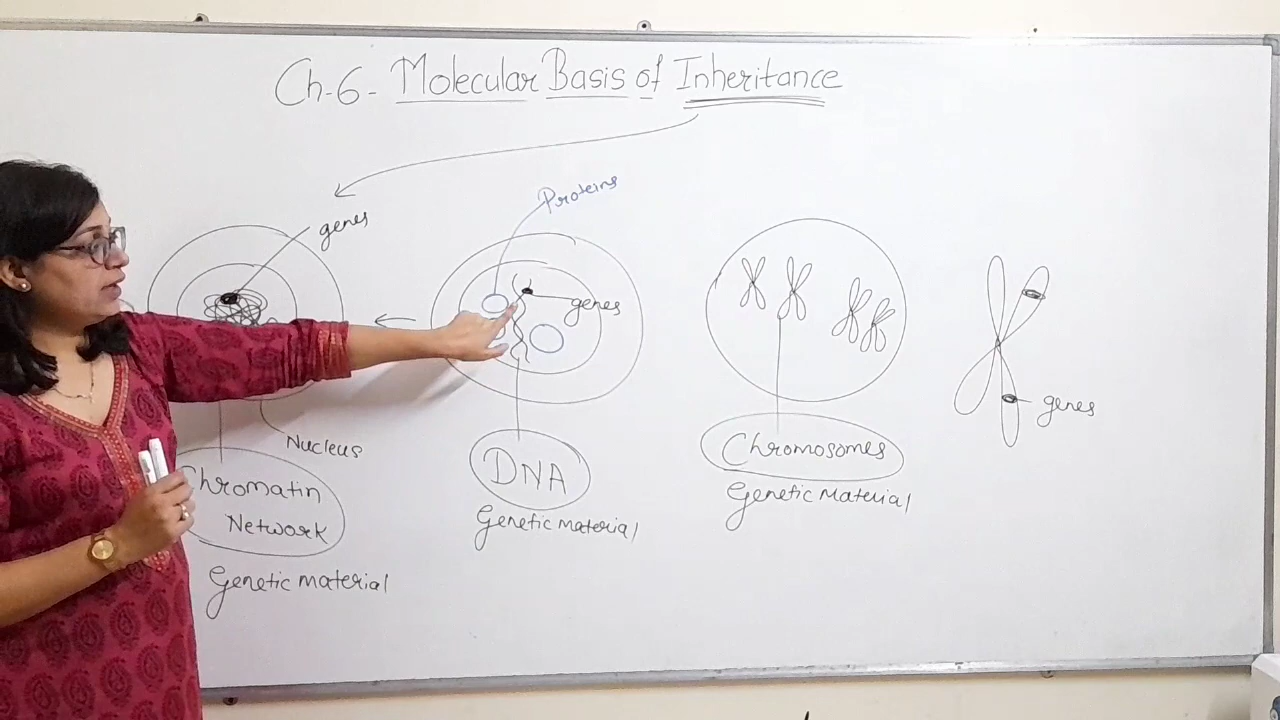 Ch-6- Molecular Basis of Inheritance
Proteins
genes
genes
genes
Nucleus
Chromatin
Network
Genetic material
DNA
Genetic material
Chromosomes
Genetic Material